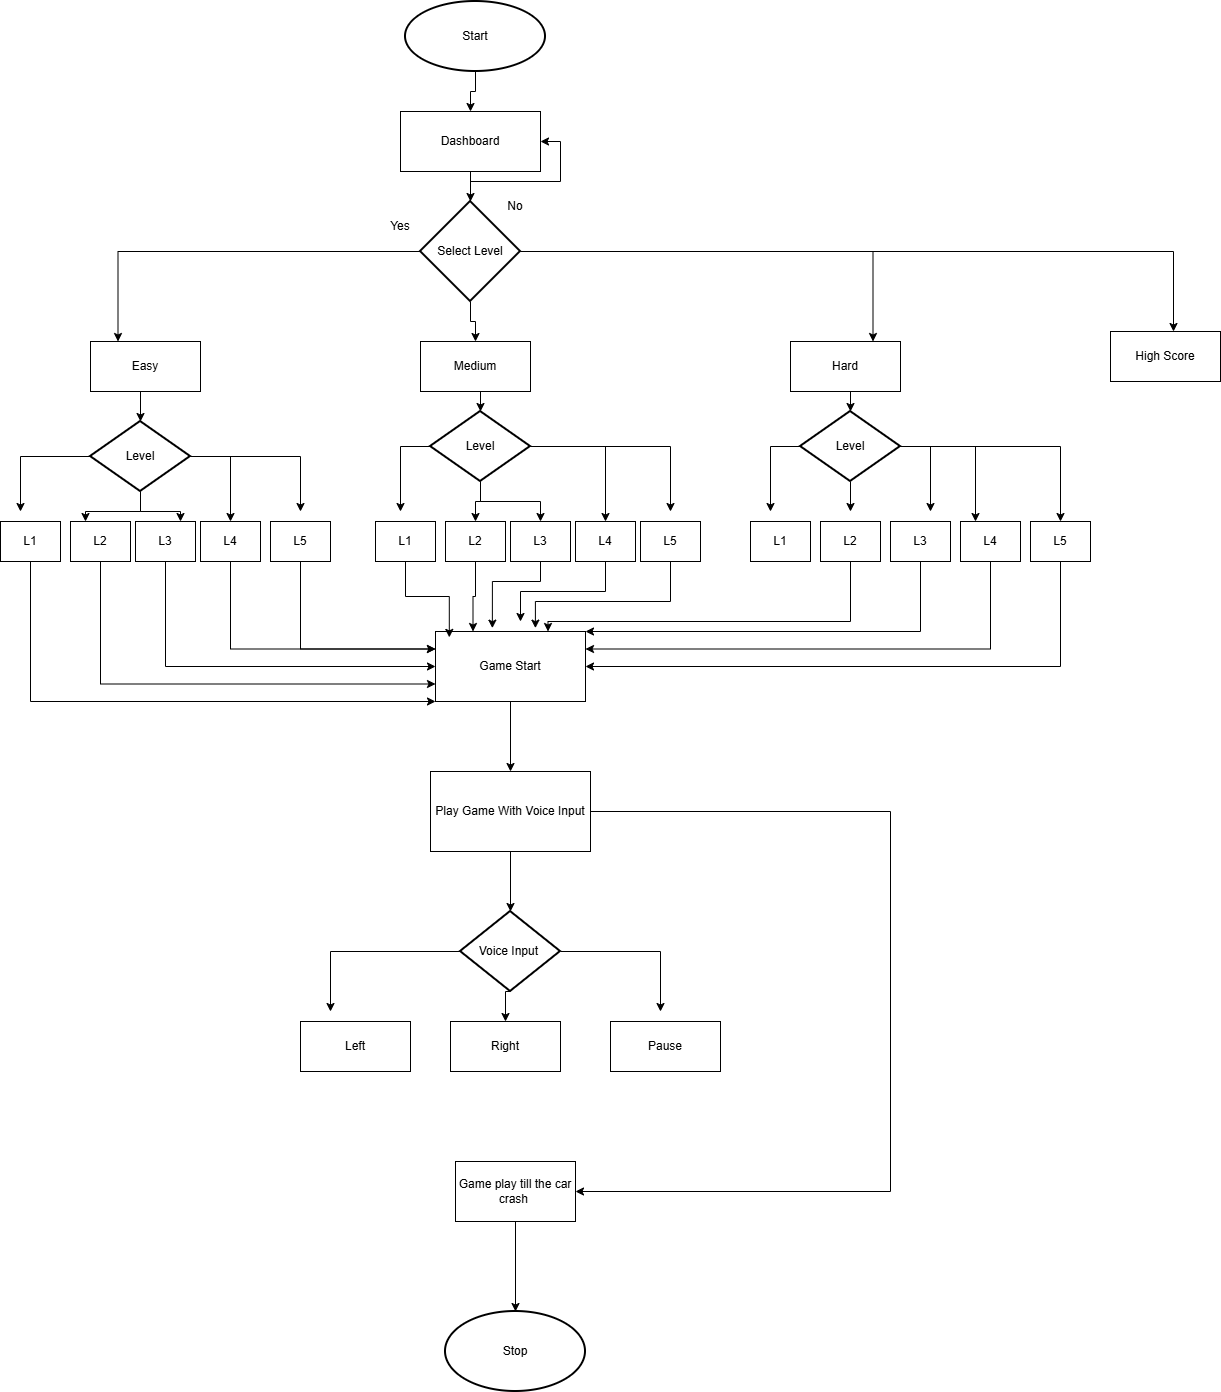 Start
Dashboard
No
Yes
Select Level
Easy
Medium
Hard
High Score
Level
Level
Level
L1
L2
L3
L4
L5
L1
L2
L3
L4
L5
L1
L2
L3
L4
L5
Game Start
Play Game With Voice Input
Voice Input
Left
Right
Pause
Game play till the car
crash
Stop